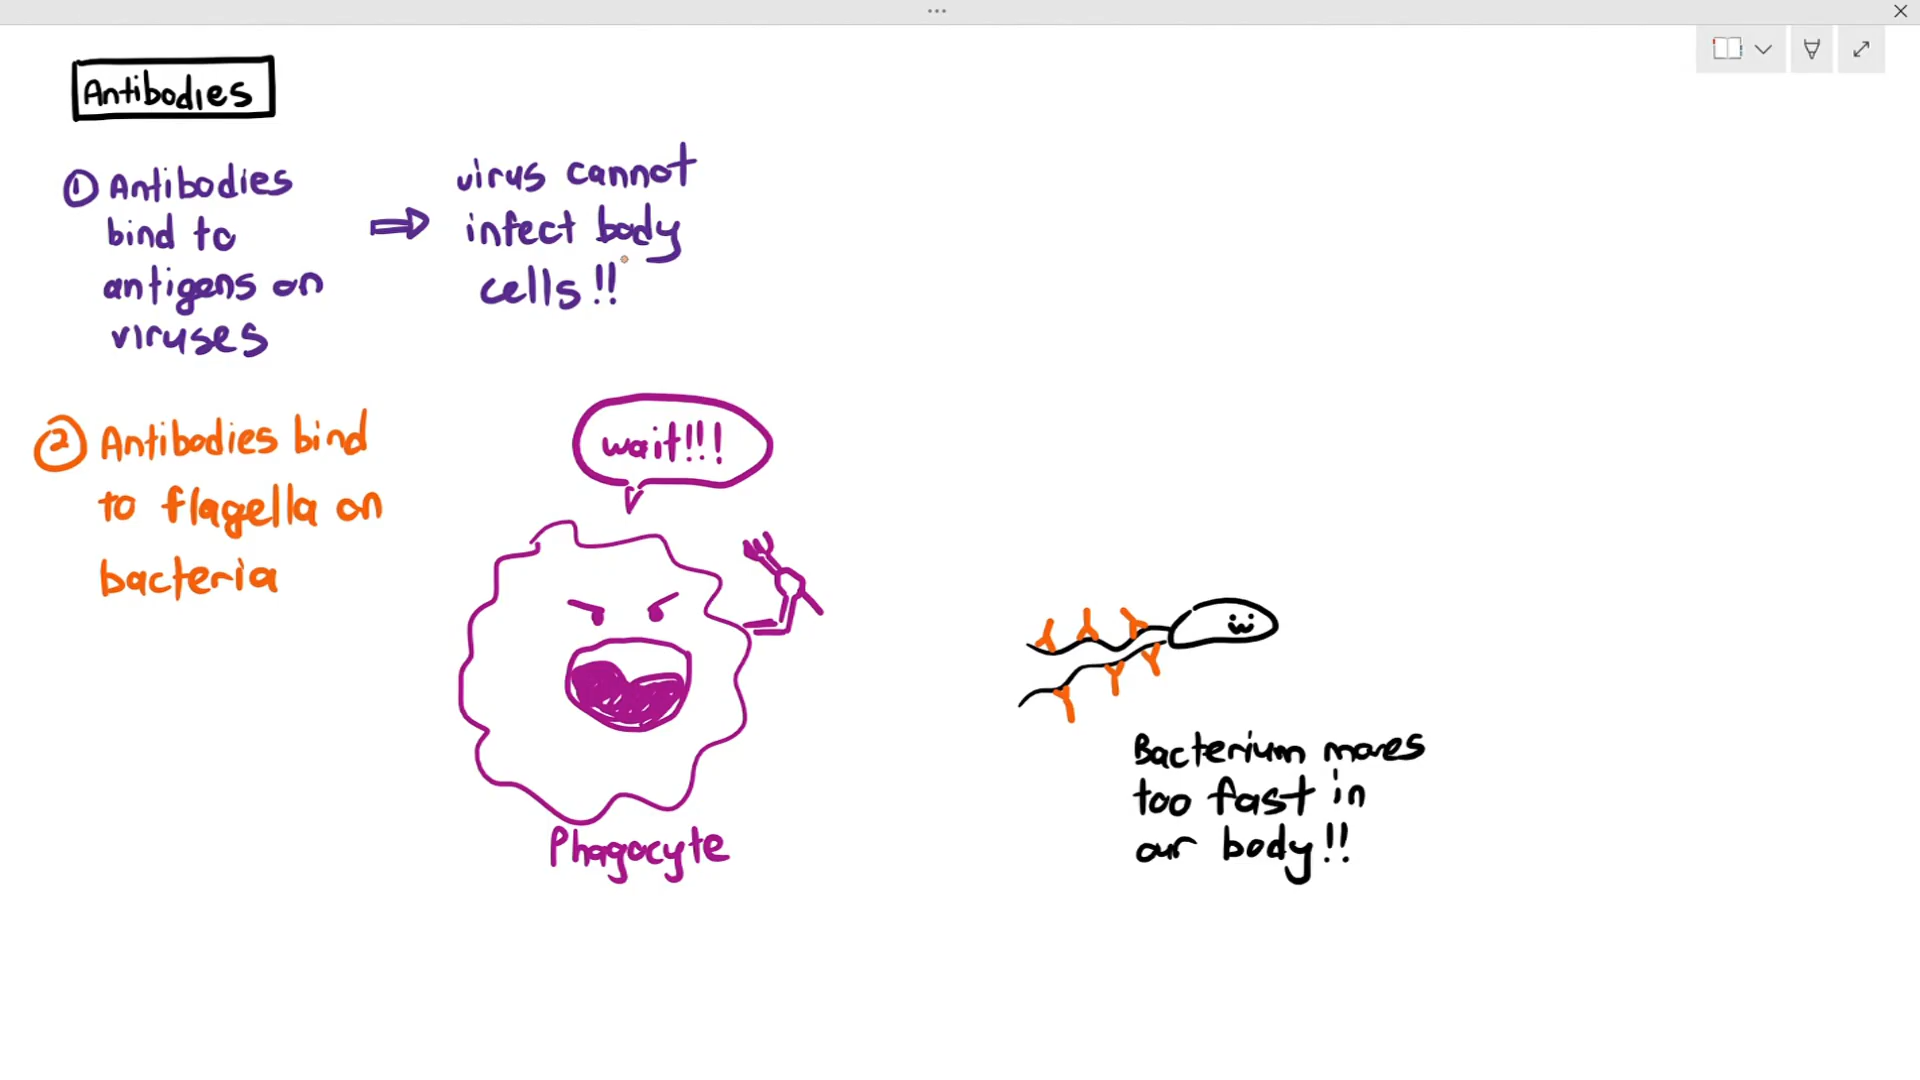 Antibodies
① Antibodies
bind to
antigens on
viruses
virus cannot
infect body
cells!!
② Antibodies bind
to flagella on
bacteria
wait!!!
Phagocyte
Bacterium moves
too fast in
our body!!